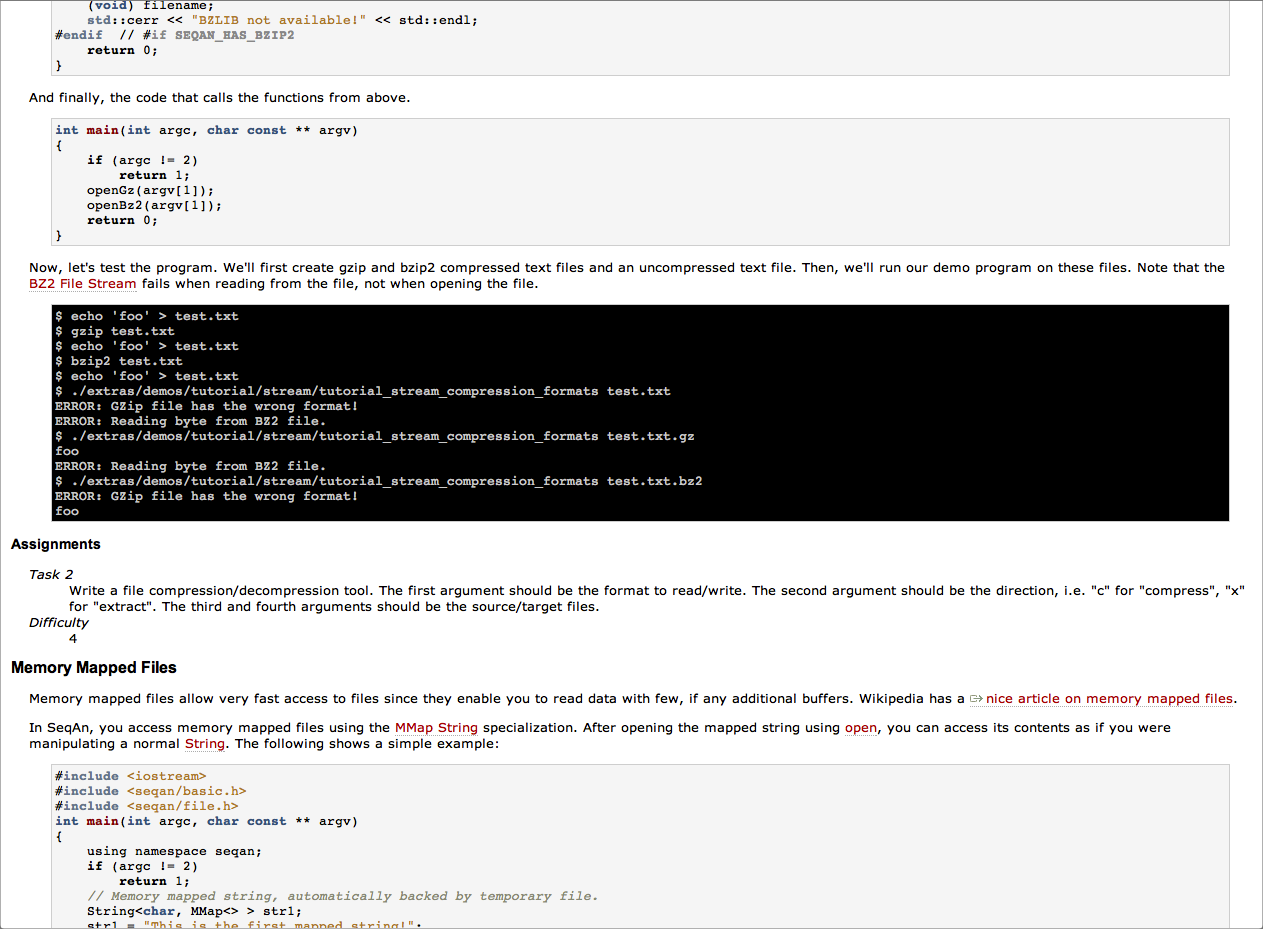 (void) filename;
std::cerr << "BZLIB not available!" << std::endl;
#endif  // #if SEQAN_HAS_BZIP2
return 0;
}
And finally, the code that calls the functions from above.
int main(int argc, char const ** argv)
{
if (argc != 2)
return 1;
openGz(argv[1]);
openBz2(argv[1]);
return 0;
}
Now, let's test the program. We'll first create gzip and bzip2 compressed text files and an uncompressed text file. Then, we'll run our demo program on these files. Note that the
BZ2 File Stream fails when reading from the file, not when opening the file.
$ echo 'foo' > test.txt
$ gzip test.txt
$ echo 'foo' > test.txt
$ bzip2 test.txt
$ echo 'foo' > test.txt
$ ./extras/demos/tutorial/stream/tutorial_stream_compression_formats test.txt
ERROR: GZip file has the wrong format!
ERROR: Reading byte from BZ2 file.
$ ./extras/demos/tutorial/stream/tutorial_stream_compression_formats test.txt.gz
foo
ERROR: Reading byte from BZ2 file.
$ ./extras/demos/tutorial/stream/tutorial_stream_compression_formats test.txt.bz2
ERROR: GZip file has the wrong format!
foo
Assignments
Task 2
Write a file compression/decompression tool. The first argument should be the format to read/write. The second argument should be the direction, i.e. "c" for "compress", "x"
for "extract". The third and fourth arguments should be the source/target files.
Difficulty
4
Memory Mapped Files
Memory mapped files allow very fast access to files since they enable you to read data with few, if any additional buffers. Wikipedia has a nice article on memory mapped files.
In SeqAn, you access memory mapped files using the MMap String specialization. After opening the mapped string using open, you can access its contents as if you were
manipulating a normal String. The following shows a simple example:
#include <iostream>
#include <seqan/basic.h>
#include <seqan/file.h>
int main(int argc, char const ** argv)
{
using namespace seqan;
if (argc != 2)
return 1;
// Memory mapped string, automatically backed by temporary file.
String<char, MMap<> > str1;
str1 = "This is the first mapped string!";